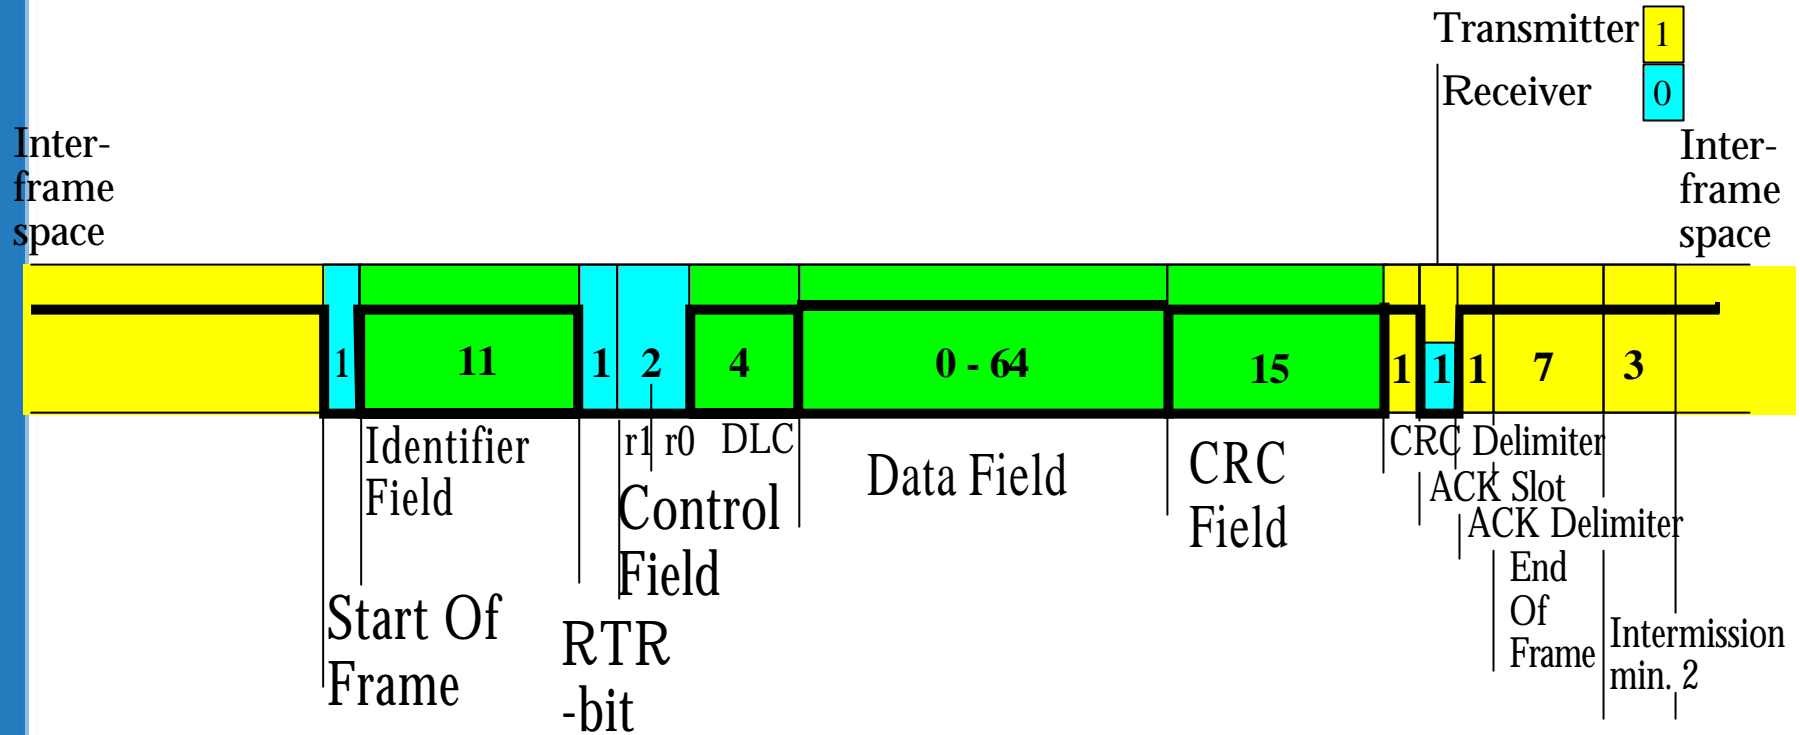 Transmitter 1
Receiver 0
Inter-
frame
space
Inter-
frame
space
1 11 1 2 4 0 - 64 15 1 1 1 7 3
Identifier
Field
r1 r0 DLC
Control
Field
Data Field
CRC
Field
CRC Delimiter
ACK Slot
ACK Delimiter
End
Of
Frame
Intermission
min. 2
Start Of
Frame
RTR
-bit